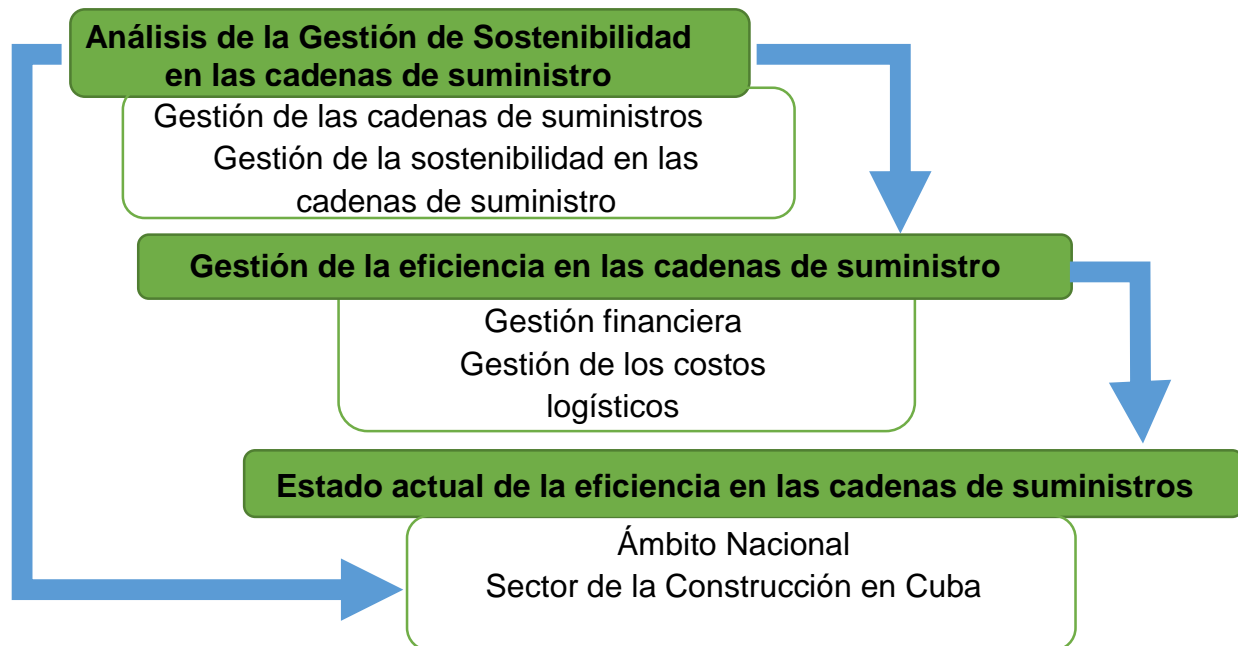 Análisis de la Gestión de Sostenibilidad
en las cadenas de suministro
Gestión de las cadenas de suministros
Gestión de la sostenibilidad en las
cadenas de suministro
Gestión de la eficiencia en las cadenas de suministro
Gestión financiera
Gestión de los costos
logísticos
Estado actual de la eficiencia en las cadenas de suministros
Ámbito Nacional
Sector de la Construcción en Cuba